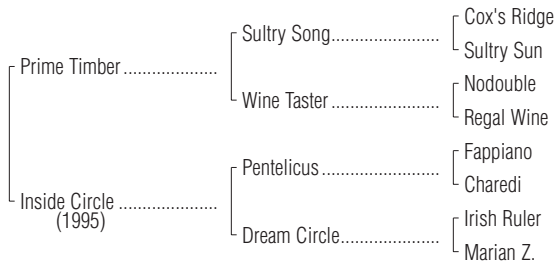 Cox's Ridge
Sultry Song....................
Sultry Sun
Prime Timber ..................
Nodouble
Wine Taster ....................
Regal Wine
Fappiano
Pentelicus......................
Charedi
Inside Circle ...................
(1995)
Irish Ruler
Dream Circle..................
Marian Z.